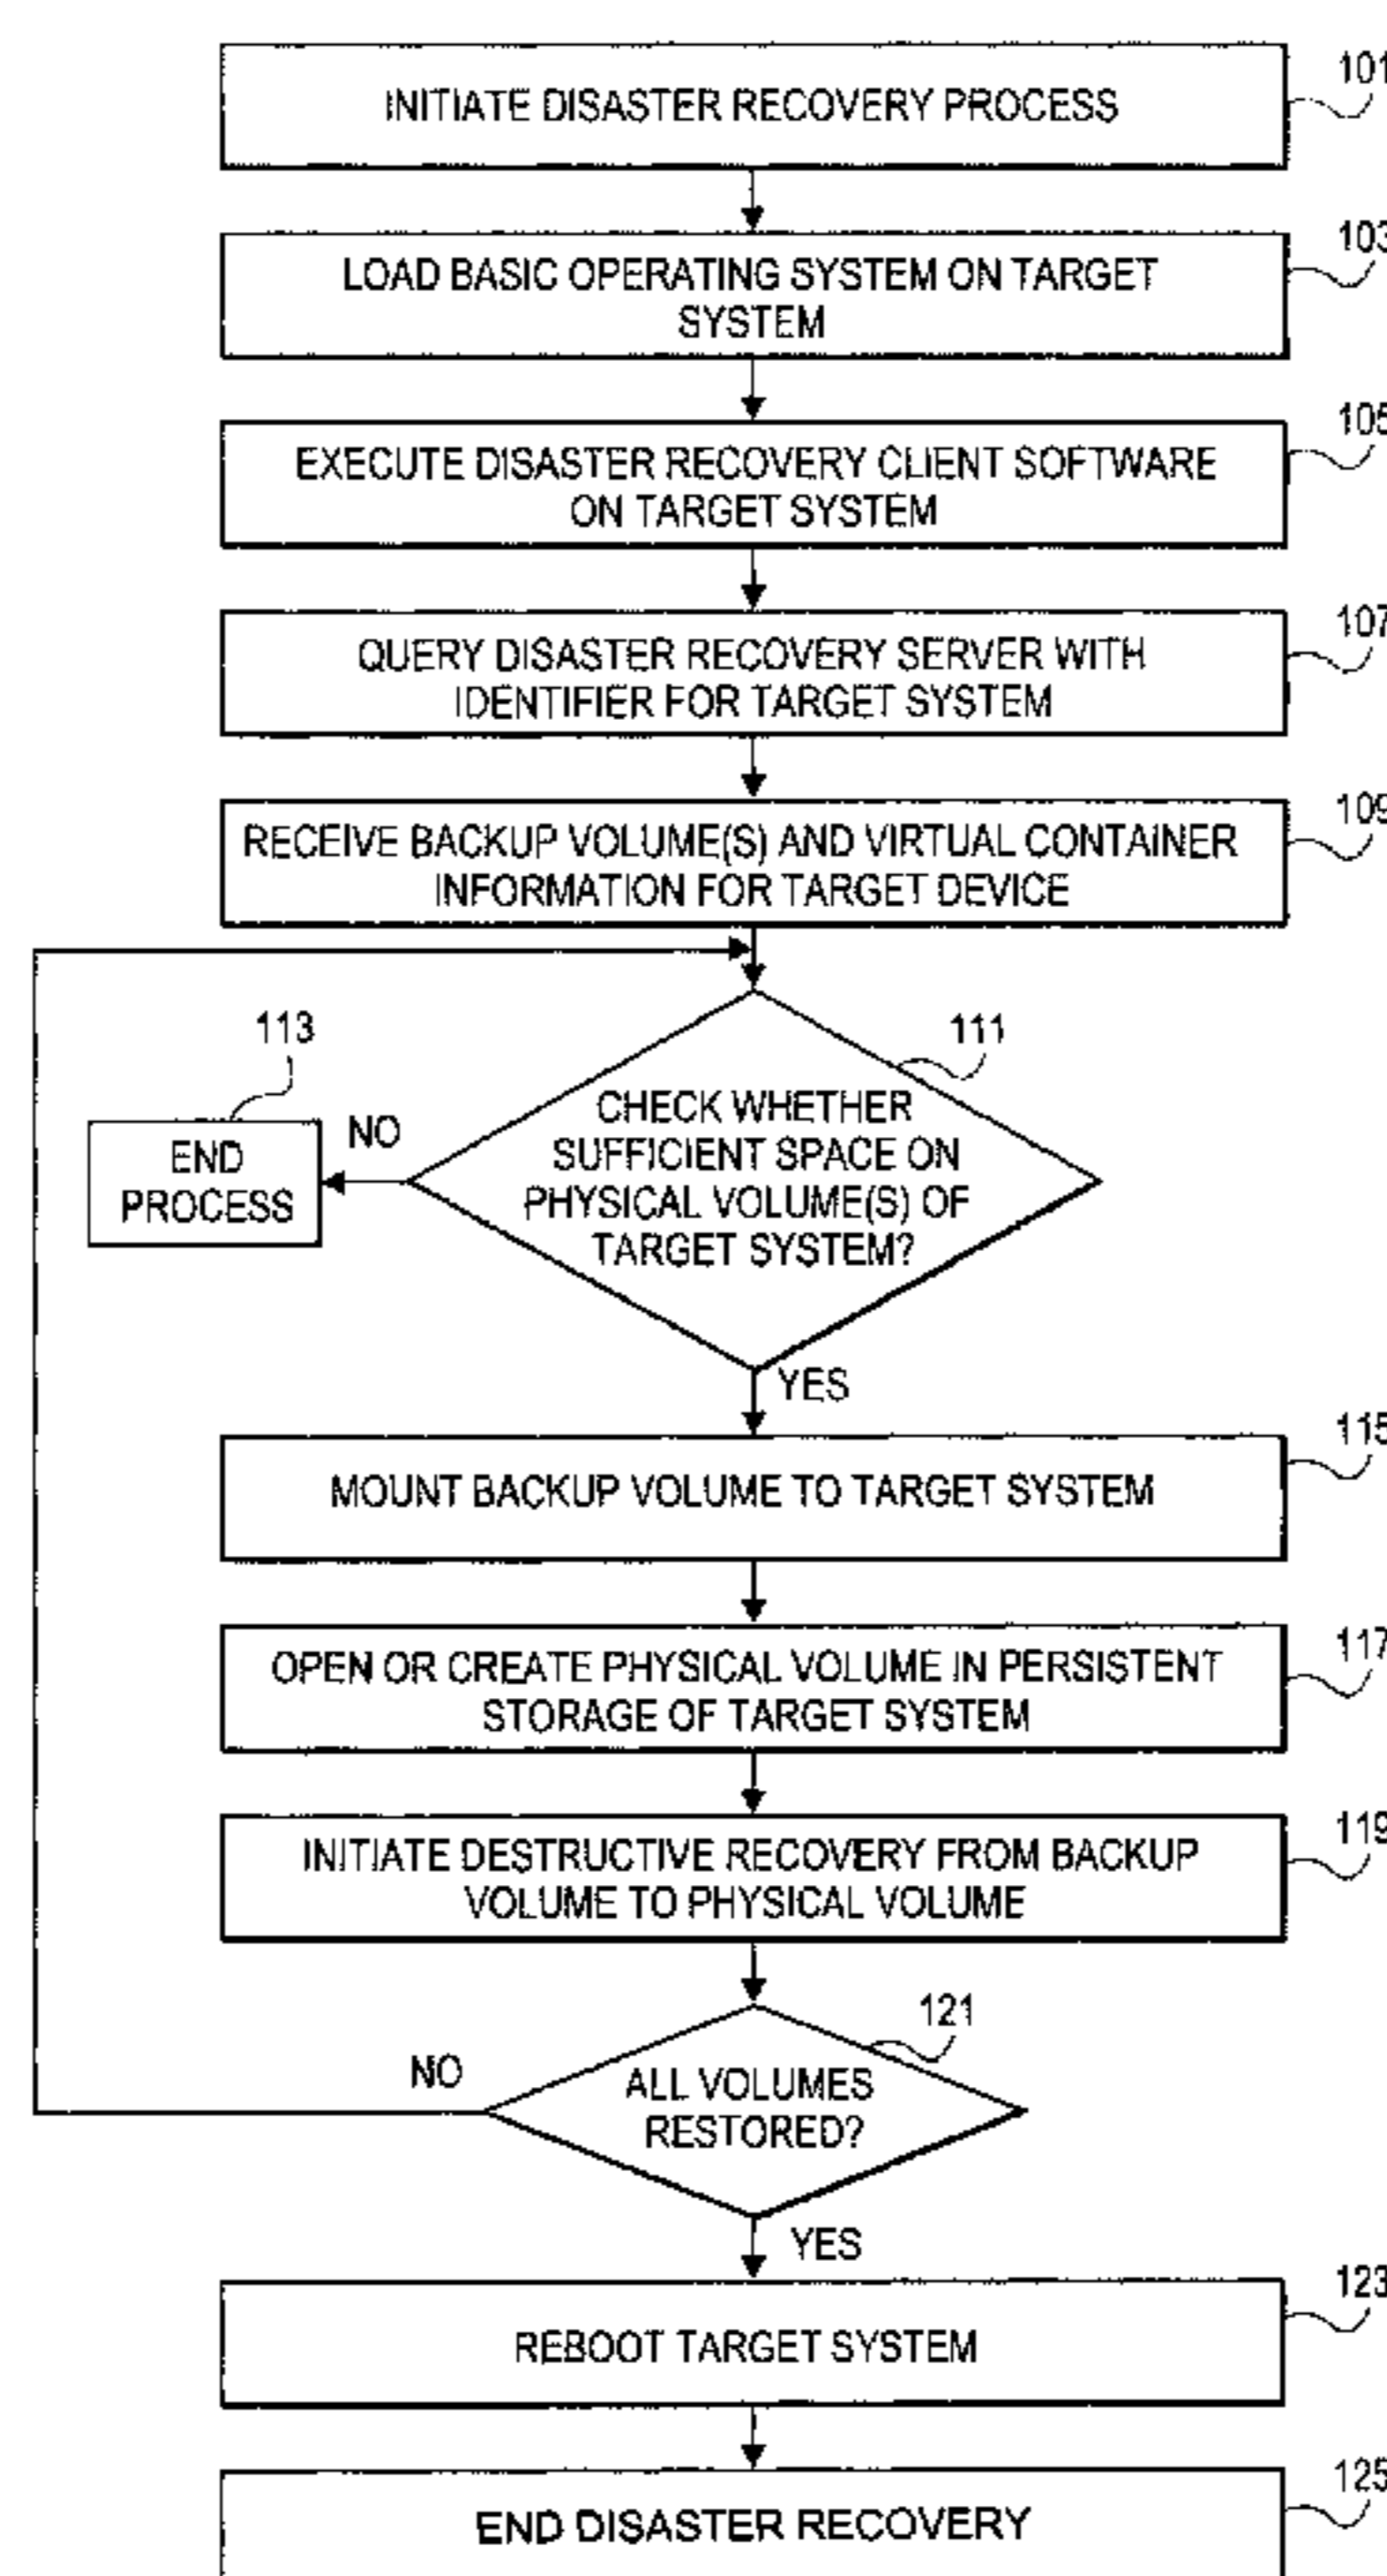 INITIATE DISASTER RECOVERY PROCESS
101
LOAD BASIC OPERATING SYSTEM ON TARGET
SYSTEM
103
EXECUTE DISASTER RECOVERY CLIENT SOFTWARE
ON TARGET SYSTEM
105
QUERY DISASTER RECOVERY SERVER WITH
IDENTIFIER FOR TARGET SYSTEM
107
RECEIVE BACKUP VOLUME(S) AND VIRTUAL CONTAINER
INFORMATION FOR TARGET DEVICE
109
113
111
END
PROCESS
NO
CHECK WHETHER
SUFFICIENT SPACE ON
PHYSICAL VOLUME(S) OF
TARGET SYSTEM?
YES
MOUNT BACKUP VOLUME TO TARGET SYSTEM
115
OPEN OR CREATE PHYSICAL VOLUME IN PERSISTENT
STORAGE OF TARGET SYSTEM
117
INITIATE DESTRUCTIVE RECOVERY FROM BACKUP
VOLUME TO PHYSICAL VOLUME
119
121
NO
ALL VOLUMES
RESTORED?
YES
REBOOT TARGET SYSTEM
123
END DISASTER RECOVERY
125